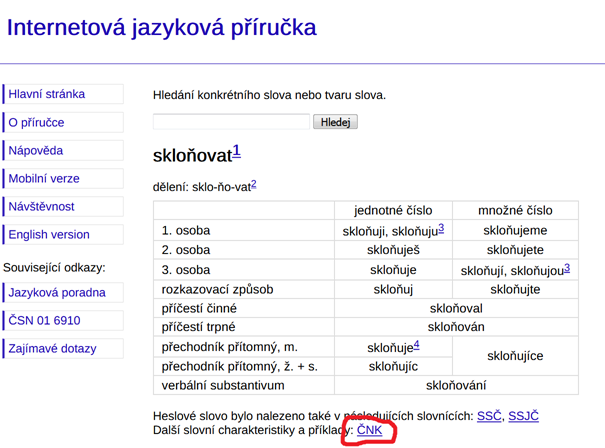 Internetová jazyková příručka
Hlavní stránka
O příručce
Nápověda
Mobilní verze
Návštěvnost
English version
Související odkazy:
Jazyková poradna
ČSN 01 6910
Zajímavé dotazy
Hledání konkrétního slova nebo tvaru slova.
Hledej
skloňovat1
dělení: sklo-ňo-vat2
jednotné číslo množné číslo
1. osoba skloňuji, skloňuju3 skloňujeme
2. osoba skloňuješ skloňujete
3. osoba skloňuje skloňují, skloňujou3
rozkazovací způsob skloňuj skloňujte
příčestí činné skloňoval
příčestí trpné skloňován
přechodník přítomný, m. skloňuje4 skloňujíce
přechodník přítomný, ž. + s. skloňujíc
verbální substantivum skloňování
Heslové slovo bylo nalezeno také v následujících slovnících: SSČ, SSJČ
Další slovní charakteristiky a příklady: ČNK